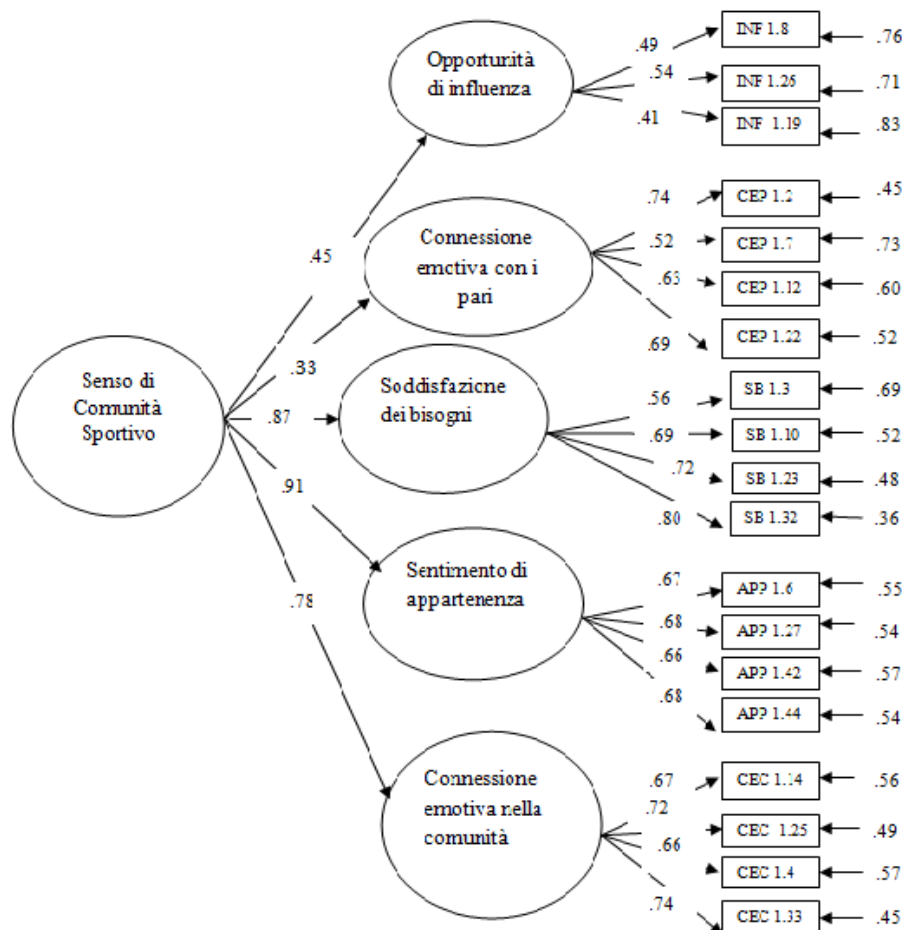 Senso di
Comunità
Sportivo
.45
.33
.87
.91
.78
Opportunità
di influenza
.49
.54
.41
INF 1.8
.76
INF 1.26
.71
INF 1.19
.83
Connessione
emotiva con i
pari
.74
.52
.63
.69
CEP 1.2
.45
CEP 1.7
.73
CEP 1.12
.60
CEP 1.22
.52
Soddisfazione
dei bisogni
.56
.69
.72
.80
SB 1.3
.69
SB 1.10
.52
SB 1.23
.48
SB 1.32
.36
Sentimento di
appartenenza
.67
.68
.66
.68
APP 1.6
.55
APP 1.27
.54
APP 1.42
.57
APP 1.44
.54
Connessione
emotiva nella
comunità
.67
.72
.66
.74
CEC 1.14
.56
CEC 1.25
.49
CEC 1.4
.57
CEC 1.33
.45